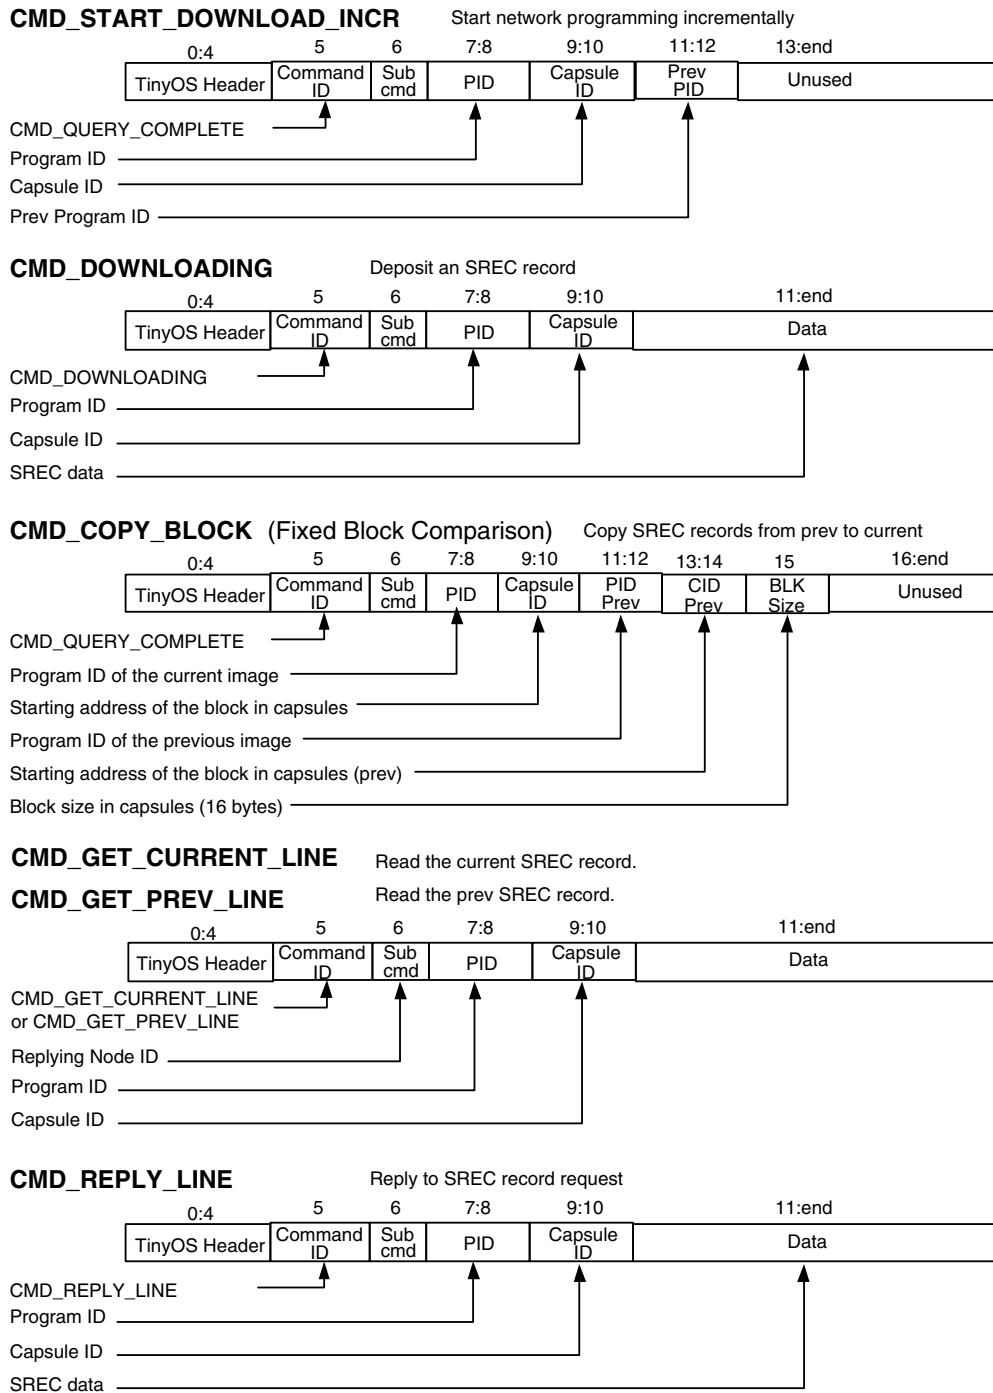 CMD_START_DOWNLOAD_INCR Start network programming incrementally
0:4 5 6 7:8 9:10 11:12 13:end
TinyOS Header Command ID Sub cmd PID Capsule ID Prev PID Unused
CMD_QUERY_COMPLETE
Program ID
Capsule ID
Prev Program ID
CMD_DOWNLOADING Deposit an SREC record
0:4 5 6 7:8 9:10 11:end
TinyOS Header Command ID Sub cmd PID Capsule ID Data
CMD_DOWNLOADING
Program ID
Capsule ID
SREC data
CMD_COPY_BLOCK (Fixed Block Comparison) Copy SREC records from prev to current
0:4 5 6 7:8 9:10 11:12 13:14 15 16:end
TinyOS Header Command ID Sub cmd PID Capsule ID PID Prev CID Prev BLK Size Unused
CMD_QUERY_COMPLETE
Program ID of the current image
Starting address of the block in capsules
Program ID of the previous image
Starting address of the block in capsules (prev)
Block size in capsules (16 bytes)
CMD_GET_CURRENT_LINE Read the current SREC record.
CMD_GET_PREV_LINE Read the prev SREC record.
0:4 5 6 7:8 9:10 11:end
TinyOS Header Command ID Sub cmd PID Capsule ID Data
CMD_GET_CURRENT_LINE
or CMD_GET_PREV_LINE
Replying Node ID
Program ID
Capsule ID
CMD_REPLY_LINE Reply to SREC record request
0:4 5 6 7:8 9:10 11:end
TinyOS Header Command ID Sub cmd PID Capsule ID Data
CMD_REPLY_LINE
Program ID
Capsule ID
SREC data